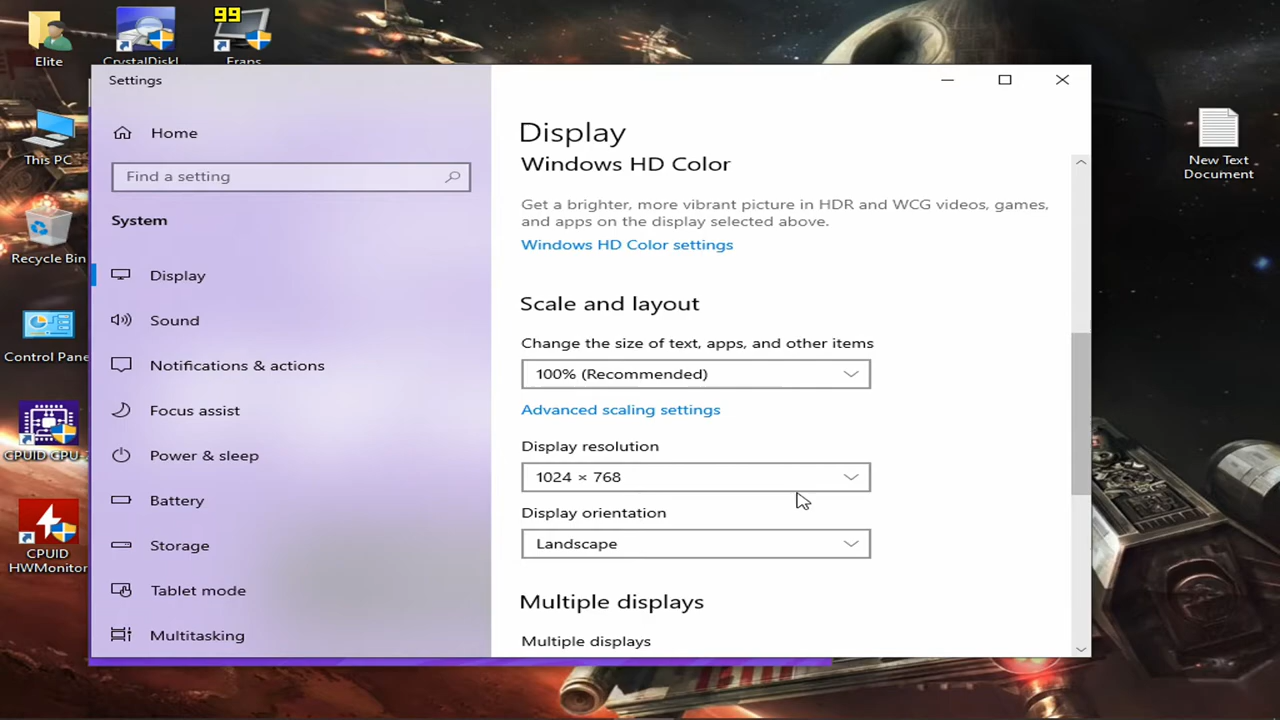 99
Elite
CrystalDiskI
Fraps
This PC
Recycle Bin
Control Pane
CPUID CPU-
CPUID
HWMonitor
New Text
Document
Settings
Home
Find a setting
System
Display
Sound
Notifications & actions
Focus assist
Power & sleep
Battery
Storage
Tablet mode
Multitasking
Display
Windows HD Color
Get a brighter, more vibrant picture in HDR and WCG videos, games,
and apps on the display selected above.
Windows HD Color settings
Scale and layout
Change the size of text, apps, and other items
100% (Recommended)
Advanced scaling settings
Display resolution
1024 × 768
Display orientation
Landscape
Multiple displays
Multiple displays